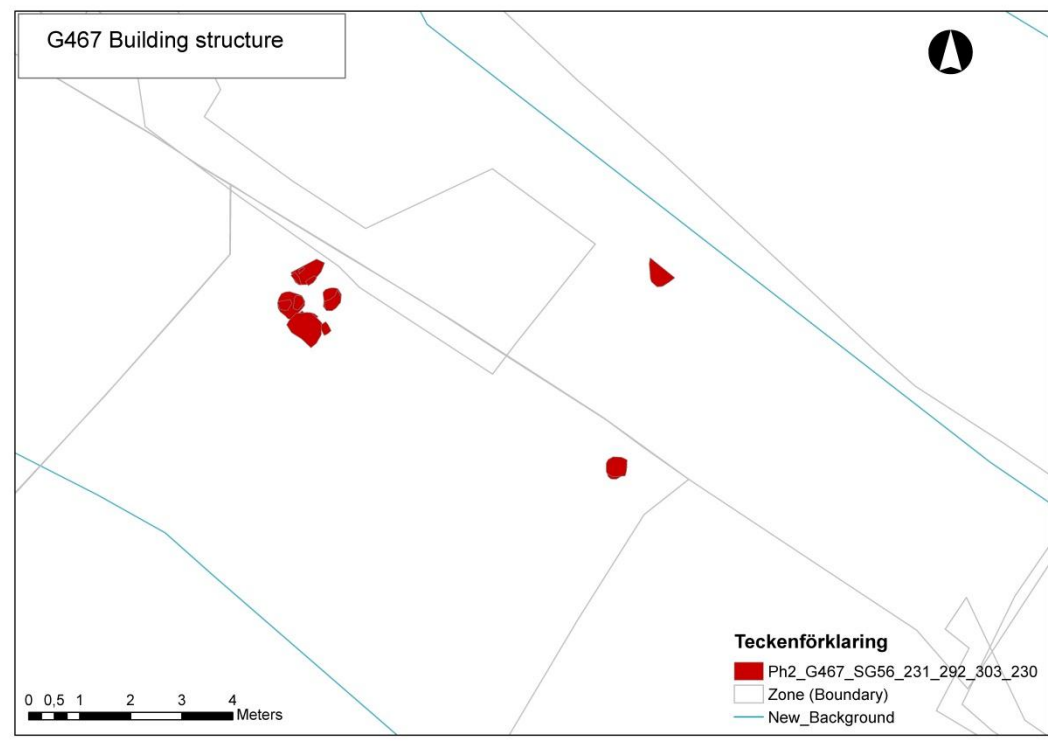 G467 Building structure
Teckenförklaring
Ph2_G467_SG56_231_292_303_230
Zone (Boundary)
New_Background
0 0,5 1 2 3 4
Meters